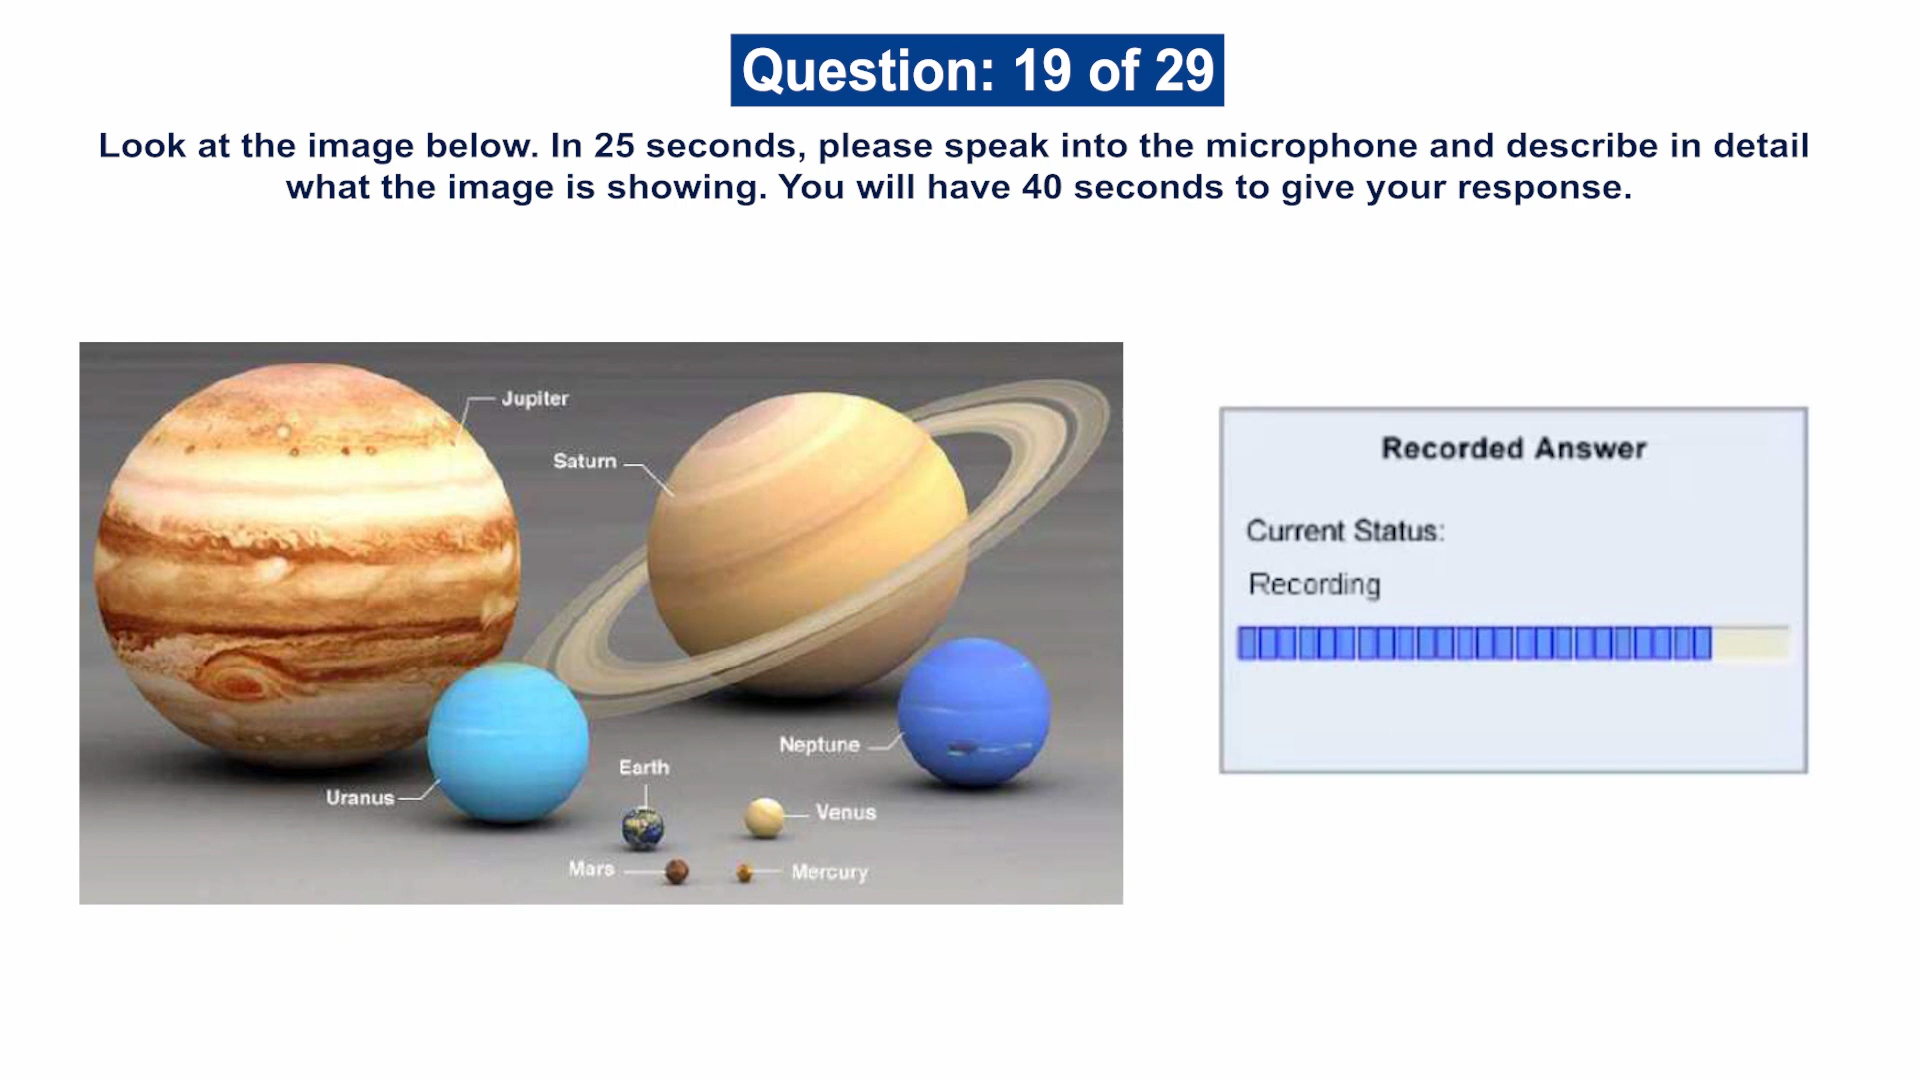 Question: 19 of 29
Look at the image below. In 25 seconds, please speak into the microphone and describe in detail
what the image is showing. You will have 40 seconds to give your response.
Jupiter
Saturn
Neptune
Earth
Uranus
Venus
Mars
Mercury
Recorded Answer
Current Status:
Recording